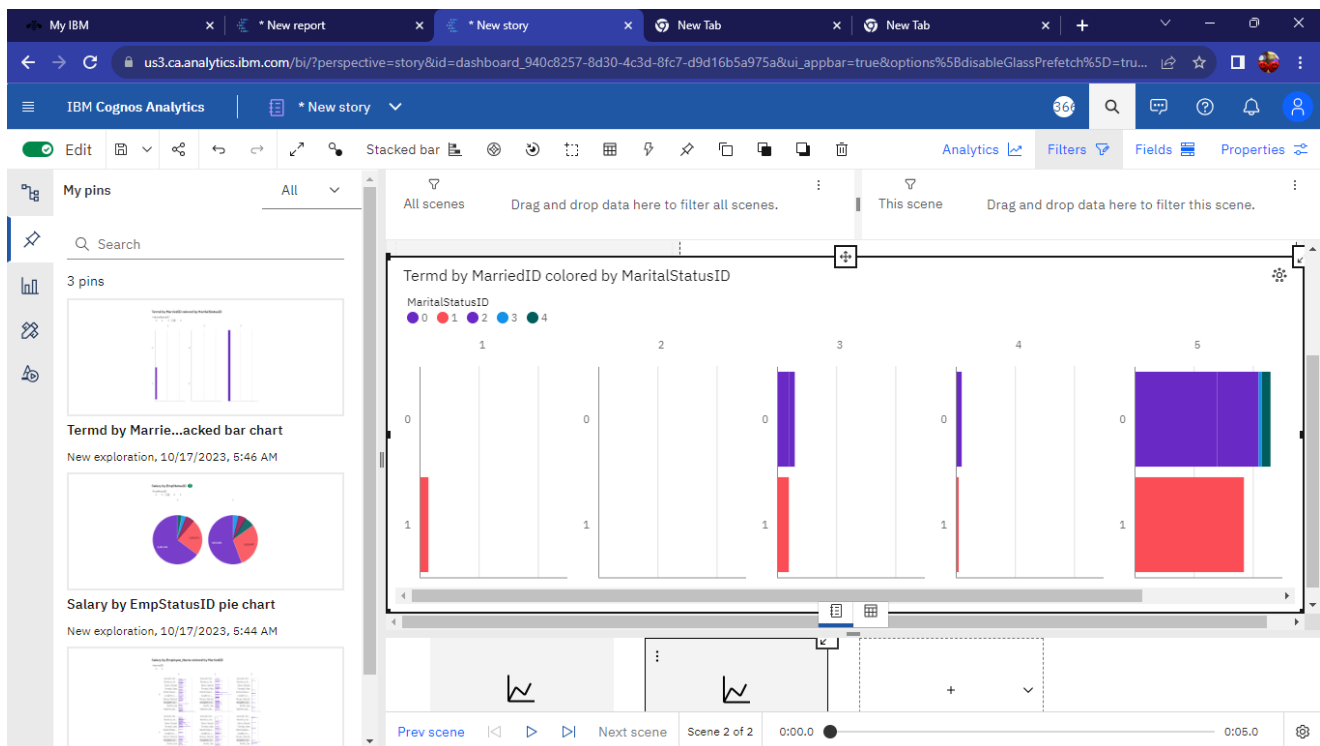 My IBM
* New report
* New story
New Tab
New Tab
us3.ca.analytics.ibm.com/bi/?perspective=story&id=dashboard_940c8257-8d30-4c3d-8fc7-d9d16b5a975a&ui_appbar=true&options%5BdisableGlassPrefetch%5D=tru...
IBM Cognos Analytics
* New story
366
Edit
Stacked bar
Analytics
Filters
Fields
Properties
My pins
All
Search
3 pins
Termd by Marrie...acked bar chart
New exploration, 10/17/2023, 5:46 AM
Salary by EmpStatusID pie chart
New exploration, 10/17/2023, 5:44 AM
All scenes
Drag and drop data here to filter all scenes.
This scene
Drag and drop data here to filter this scene.
Termd by MarriedID colored by MaritalStatusID
MaritalStatusID
0 1 2 3 4
1 2 3 4 5
0 0 0 0 0
1 1 1 1 1
Prev scene
Next scene
Scene 2 of 2
0:00.0
0:05.0